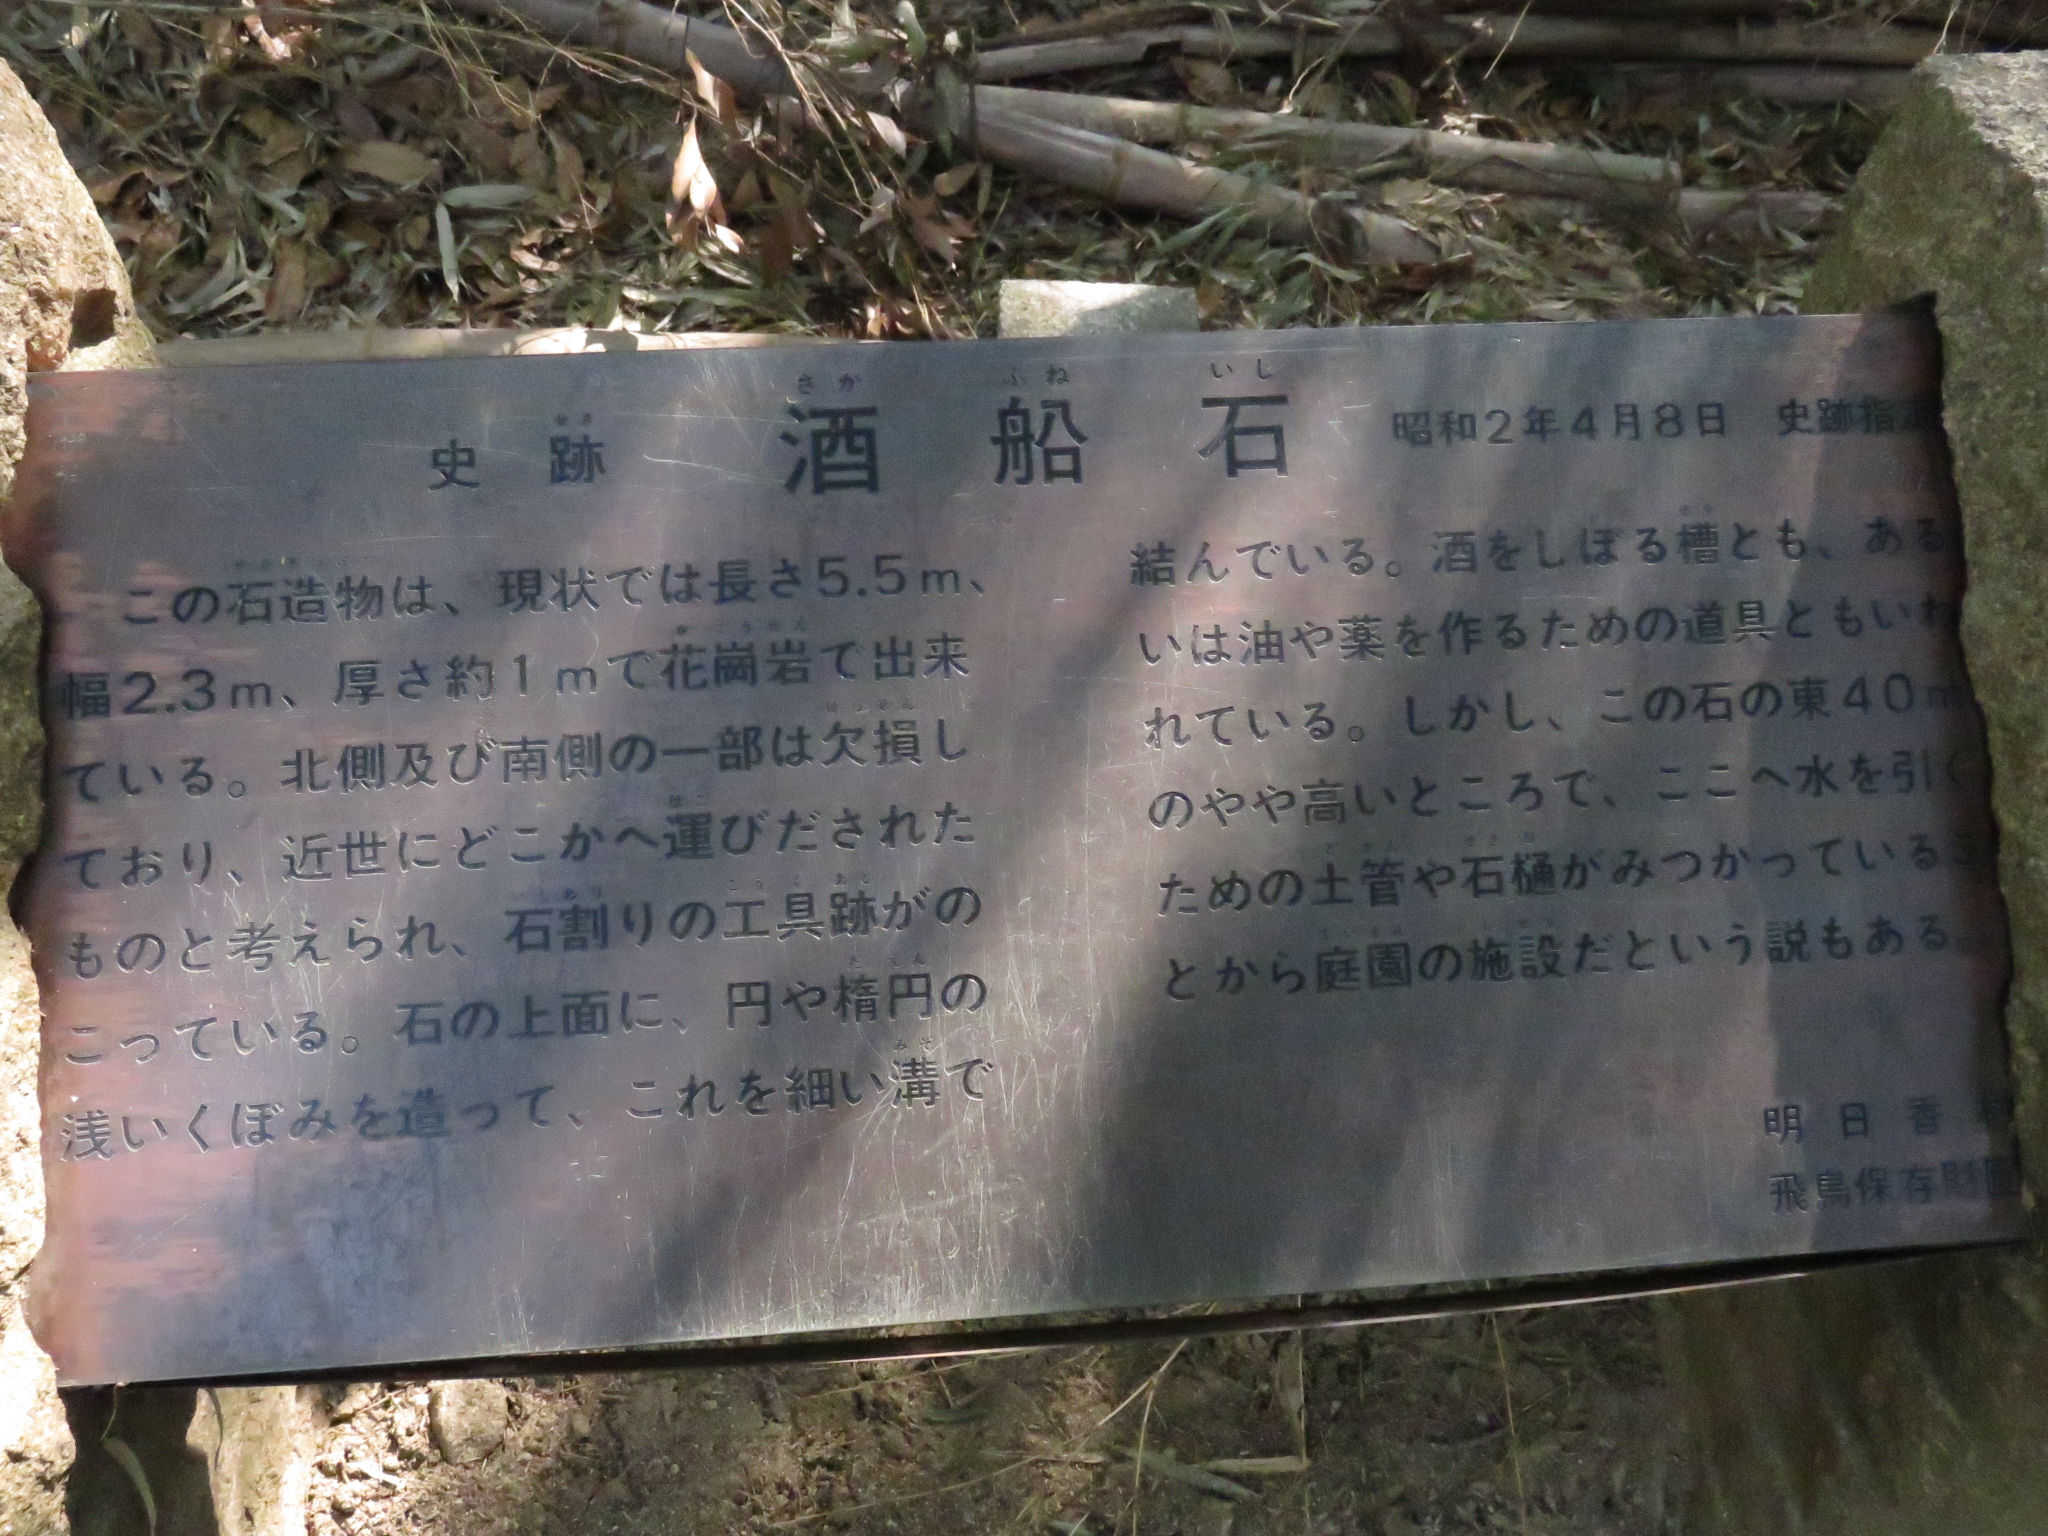 史跡 酒船石 昭和2年4月8日 史跡指定
この石造物は、現状では長さ5.5m、
幅2.3m、厚さ約1mで花崗岩で出来
ている。北側及び南側の一部は欠損し
ており、近世にどこかへ運びだされた
ものと考えられ、石割りの工具跡がの
こっている。石の上面に、円や楕円の
浅いくぼみを造って、これを細い溝で
結んでいる。酒をしぼる槽とも、ある
いは油や薬を作るための道具ともいわ
れている。しかし、この石の東40m
のやや高いところで、ここへ水を引く
ための土管や石樋がみつかっているこ
とから庭園の施設だという説もある。
明日香村
飛鳥保存財団